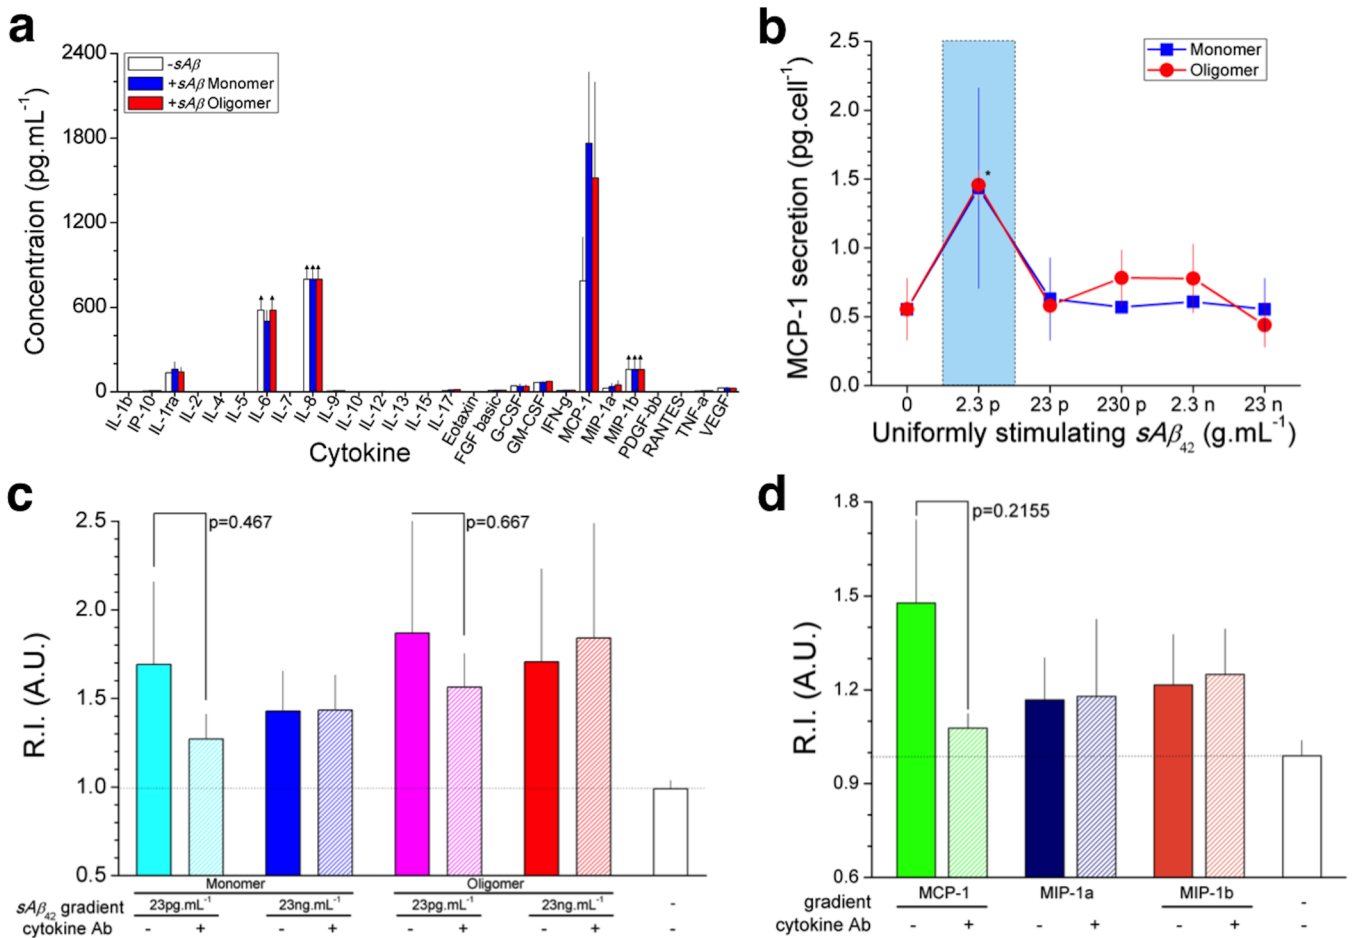 a
2400
1800
1200
600
0
Concentraion (pg.mL⁻¹)
-sAβ
+sAβ Monomer
+sAβ Oligomer
IL-1b
IP-10
IL-1ra
IL-2
IL-4
IL-5
IL-6
IL-7
IL-8
IL-9
IL-10
IL-12
IL-13
IL-15
IL-17
Eotaxin
FGF basic
G-CSF
GM-CSF
IFN-g
MCP-1
MIP-1a
MIP-1b
PDGF-bb
RANTES
TNF-a
VEGF
Cytokine
b
2.5
2.0
1.5
1.0
0.5
0.0
MCP-1 secretion (pg.cell⁻¹)
Monomer
Oligomer
*
0 2.3 p 23 p 230 p 2.3 n 23 n
Uniformly stimulating sAβ₄₂ (g.mL⁻¹)
c
2.5
2.0
1.5
1.0
0.5
R.I. (A.U.)
p=0.467
p=0.667
Monomer Oligomer
sAβ₄₂ gradient 23pg.mL⁻¹ 23ng.mL⁻¹ 23pg.mL⁻¹ 23ng.mL⁻¹ -
cytokine Ab - + - + - + - + -
d
1.8
1.5
1.2
0.9
0.6
R.I. (A.U.)
p=0.2155
gradient MCP-1 MIP-1a MIP-1b -
cytokine Ab - + - + - + -